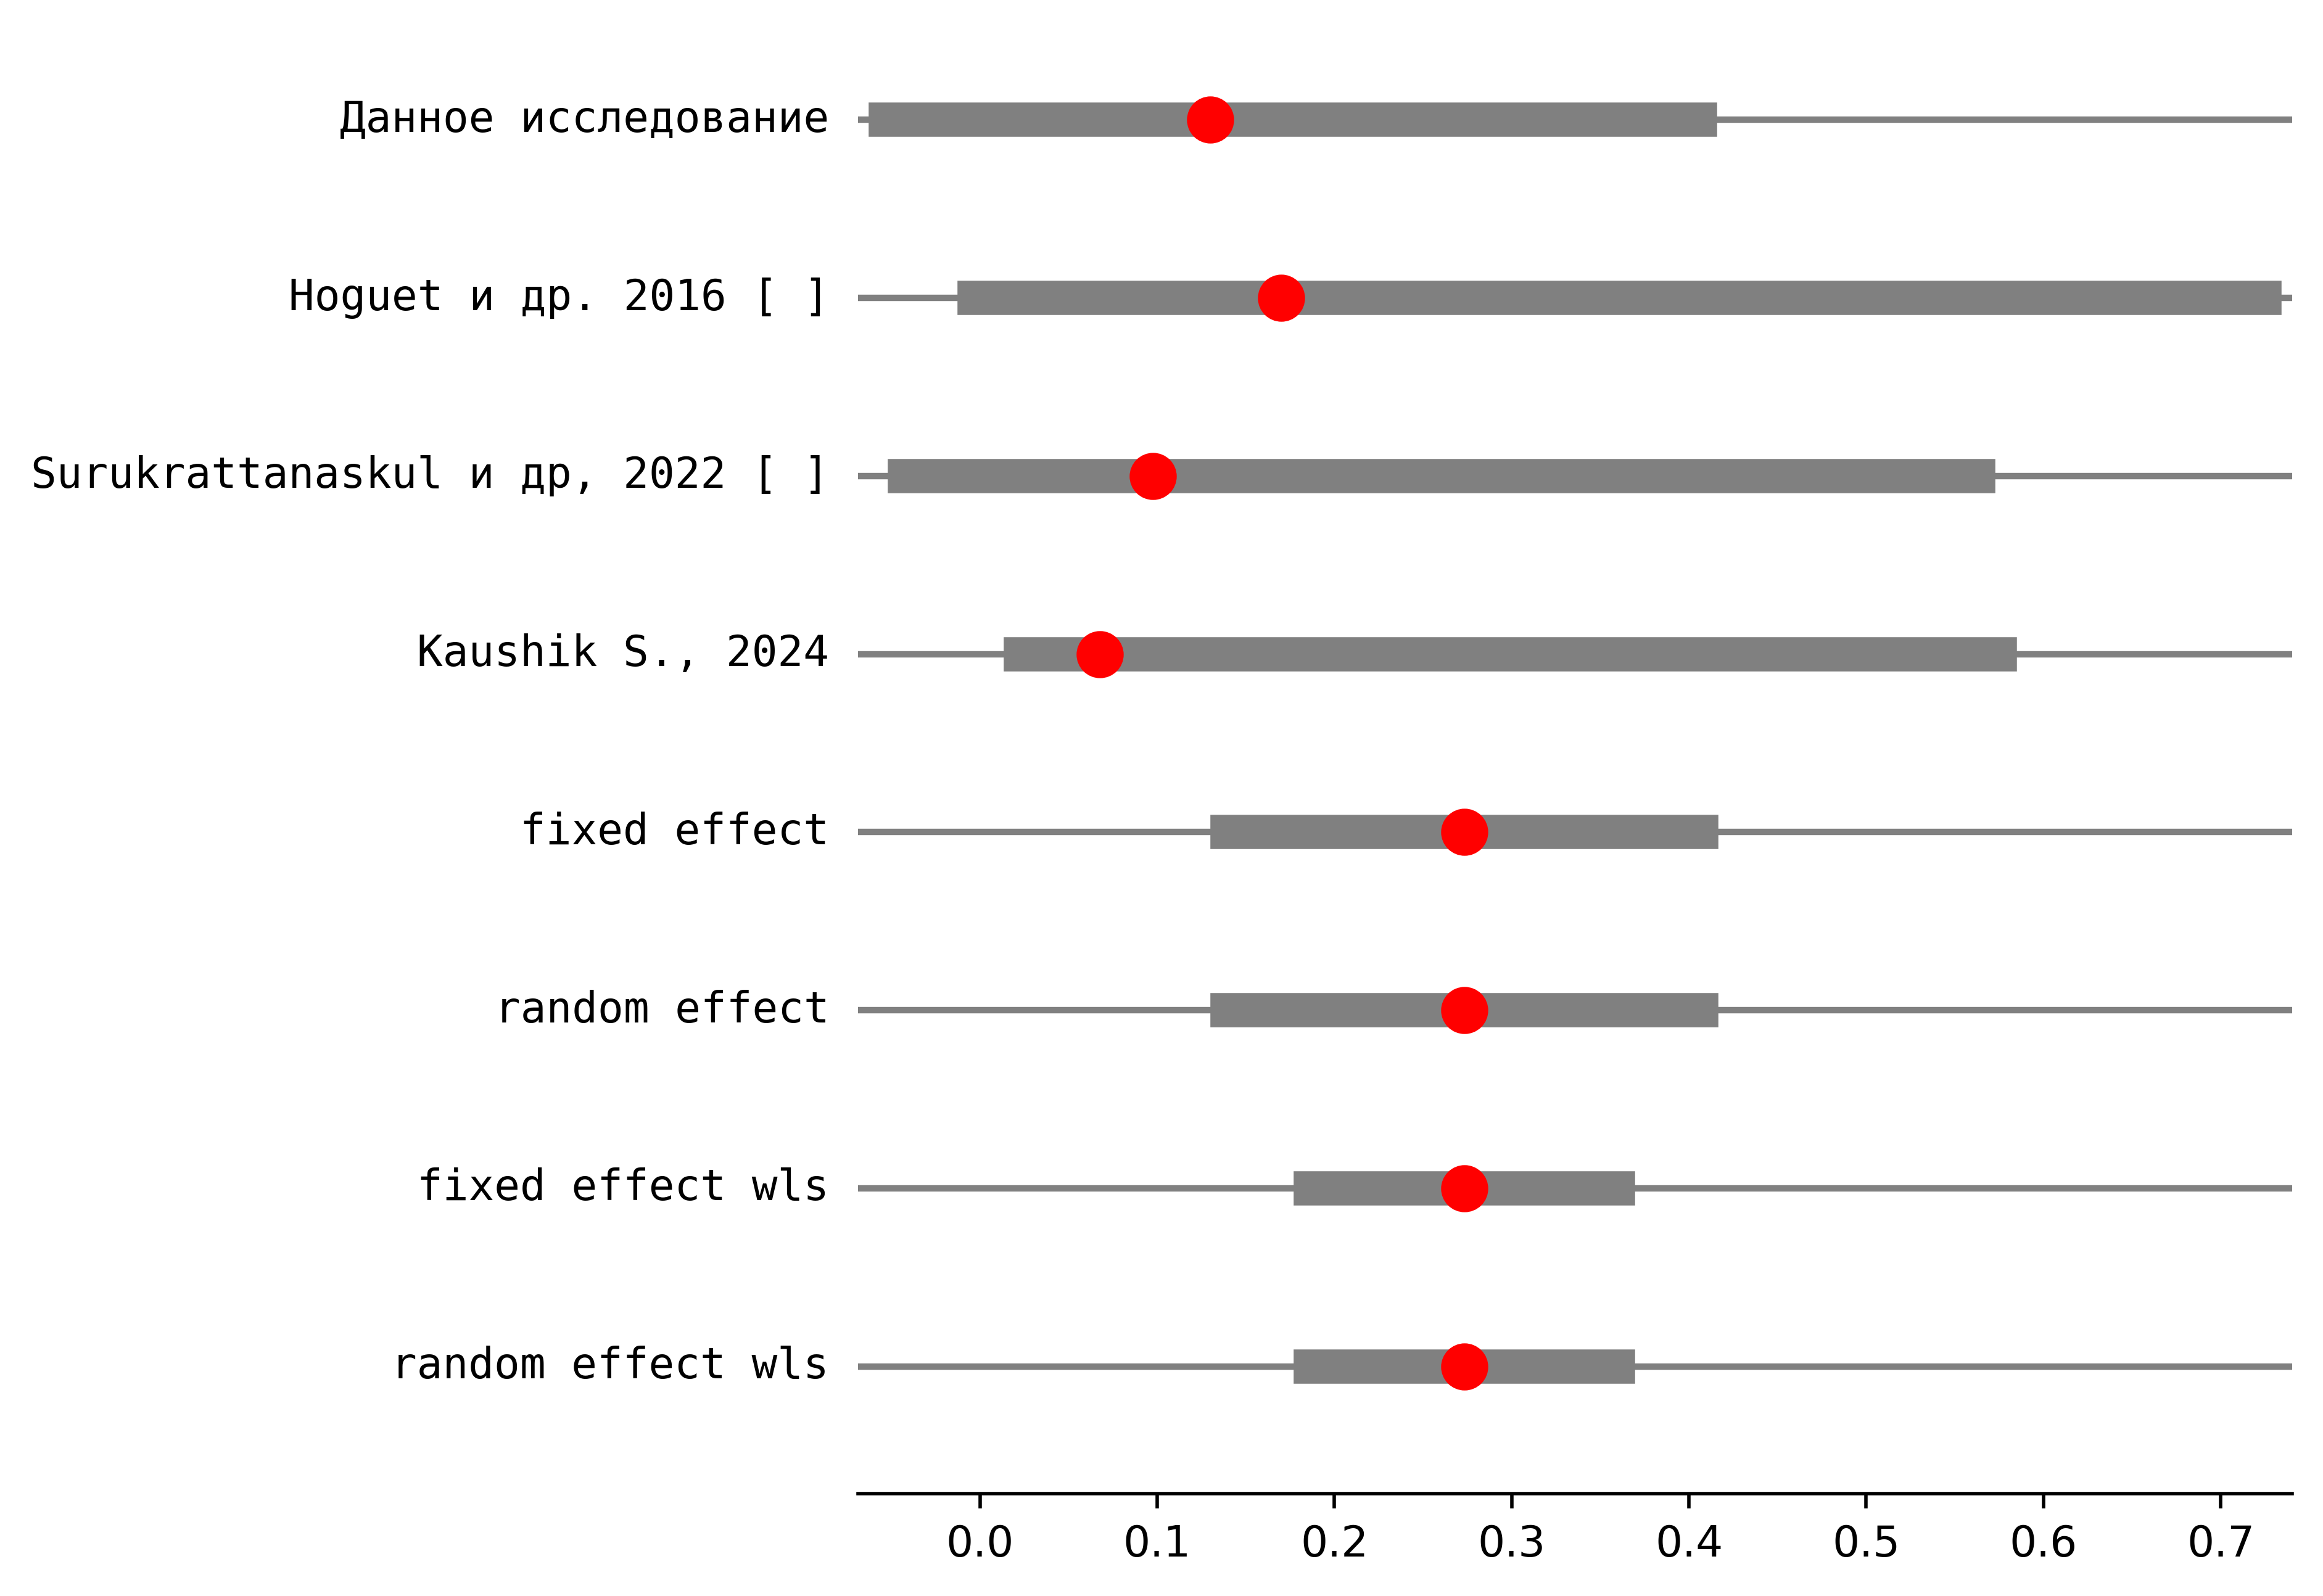 Данное исследование
Hoguet и др. 2016 [ ]
Surukrattanaskul и др, 2022 [ ]
Kaushik S., 2024
fixed effect
random effect
fixed effect wls
random effect wls
0.0 0.1 0.2 0.3 0.4 0.5 0.6 0.7